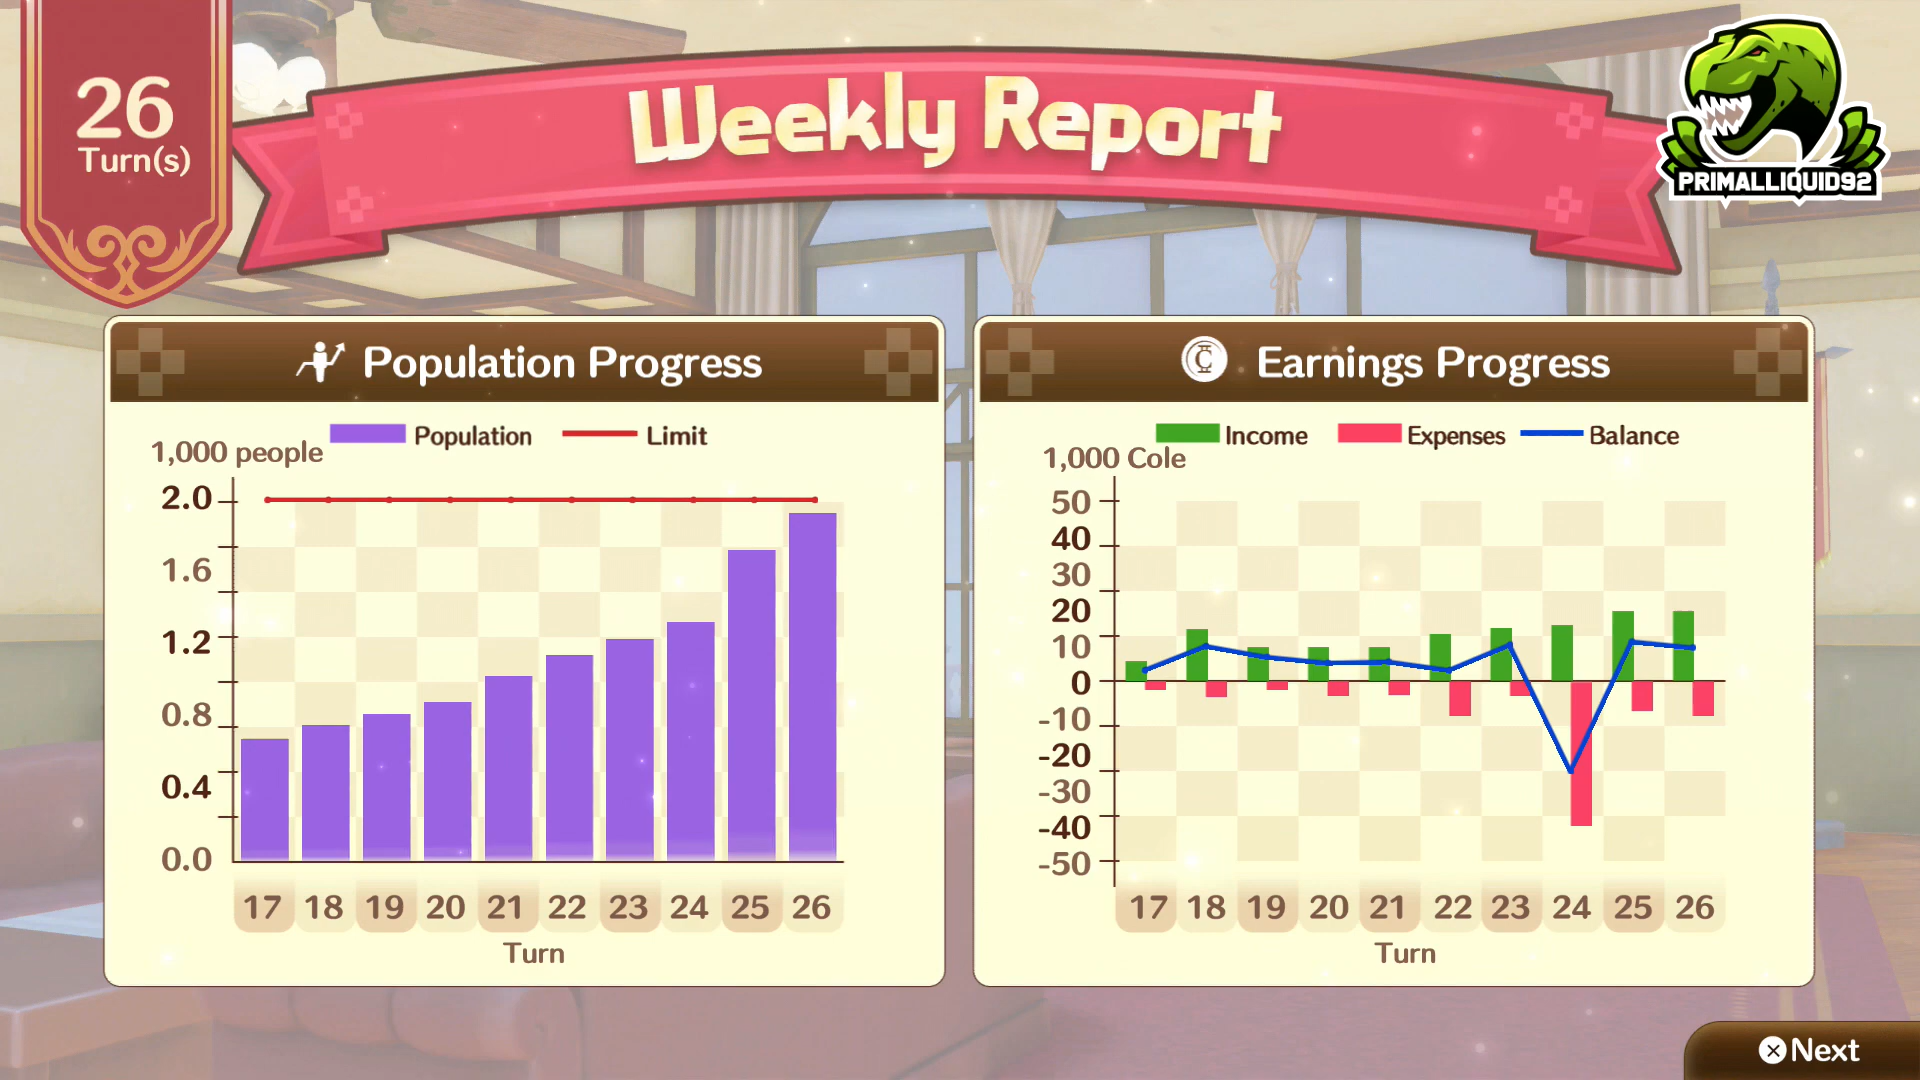 26
Turn(s)
Weekly Report
PRIMALLIQUID92
Population Progress
Population
Limit
1,000 people
2.0
1.6
1.2
0.8
0.4
0.0
17 18 19 20 21 22 23 24 25 26
Turn
Earnings Progress
Income
Expenses
Balance
1,000 Cole
50
40
30
20
10
0
-10
-20
-30
-40
-50
17 18 19 20 21 22 23 24 25 26
Turn
Next